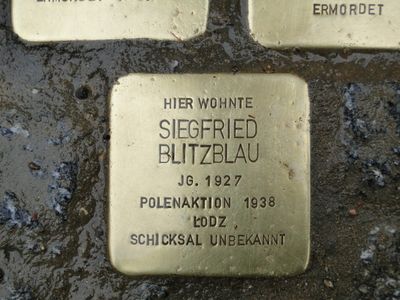 ERMORDET
HIER WOHNTE
SIEGFRIED
BLITZBLAU
JG. 1927
POLENAKTION 1938
LODZ
SCHICKSAL UNBEKANNT